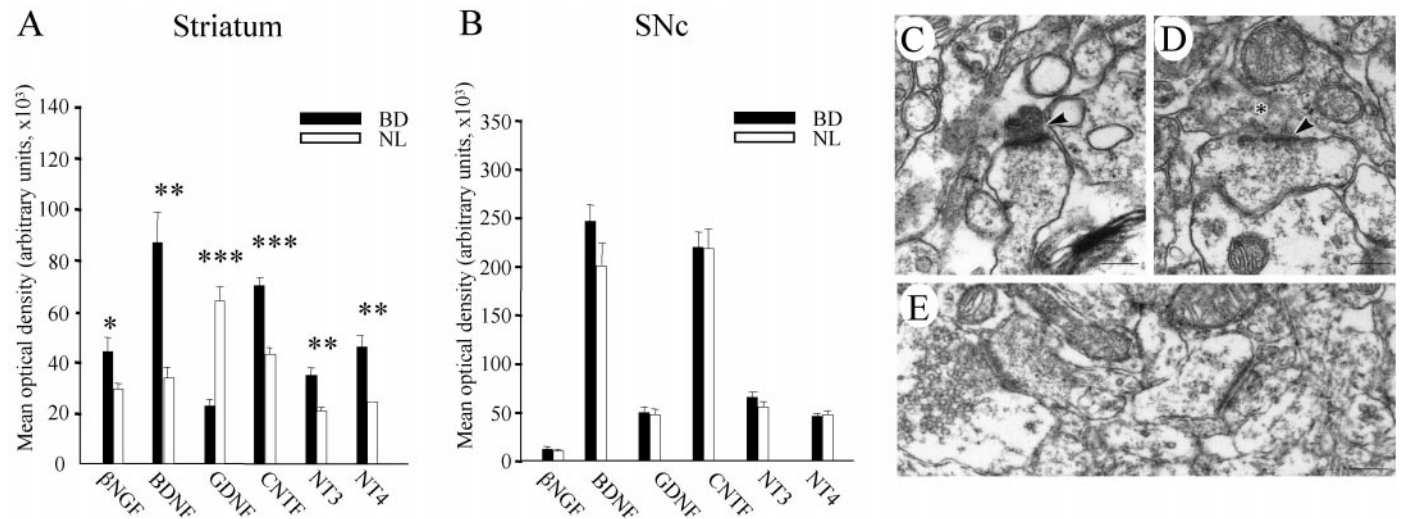 A
Striatum
Mean optical density (arbitrary units, x10³)
140
120
100
80
60
40
20
0
BD
NL
*
**
***
***
**
**
βNGF
BDNF
GDNF
CNTF
NT3
NT4
B
SNc
Mean optical density (arbitrary units, x10³)
350
300
250
200
150
100
50
0
BD
NL
βNGF
BDNF
GDNF
CNTF
NT3
NT4
C
D
*
E